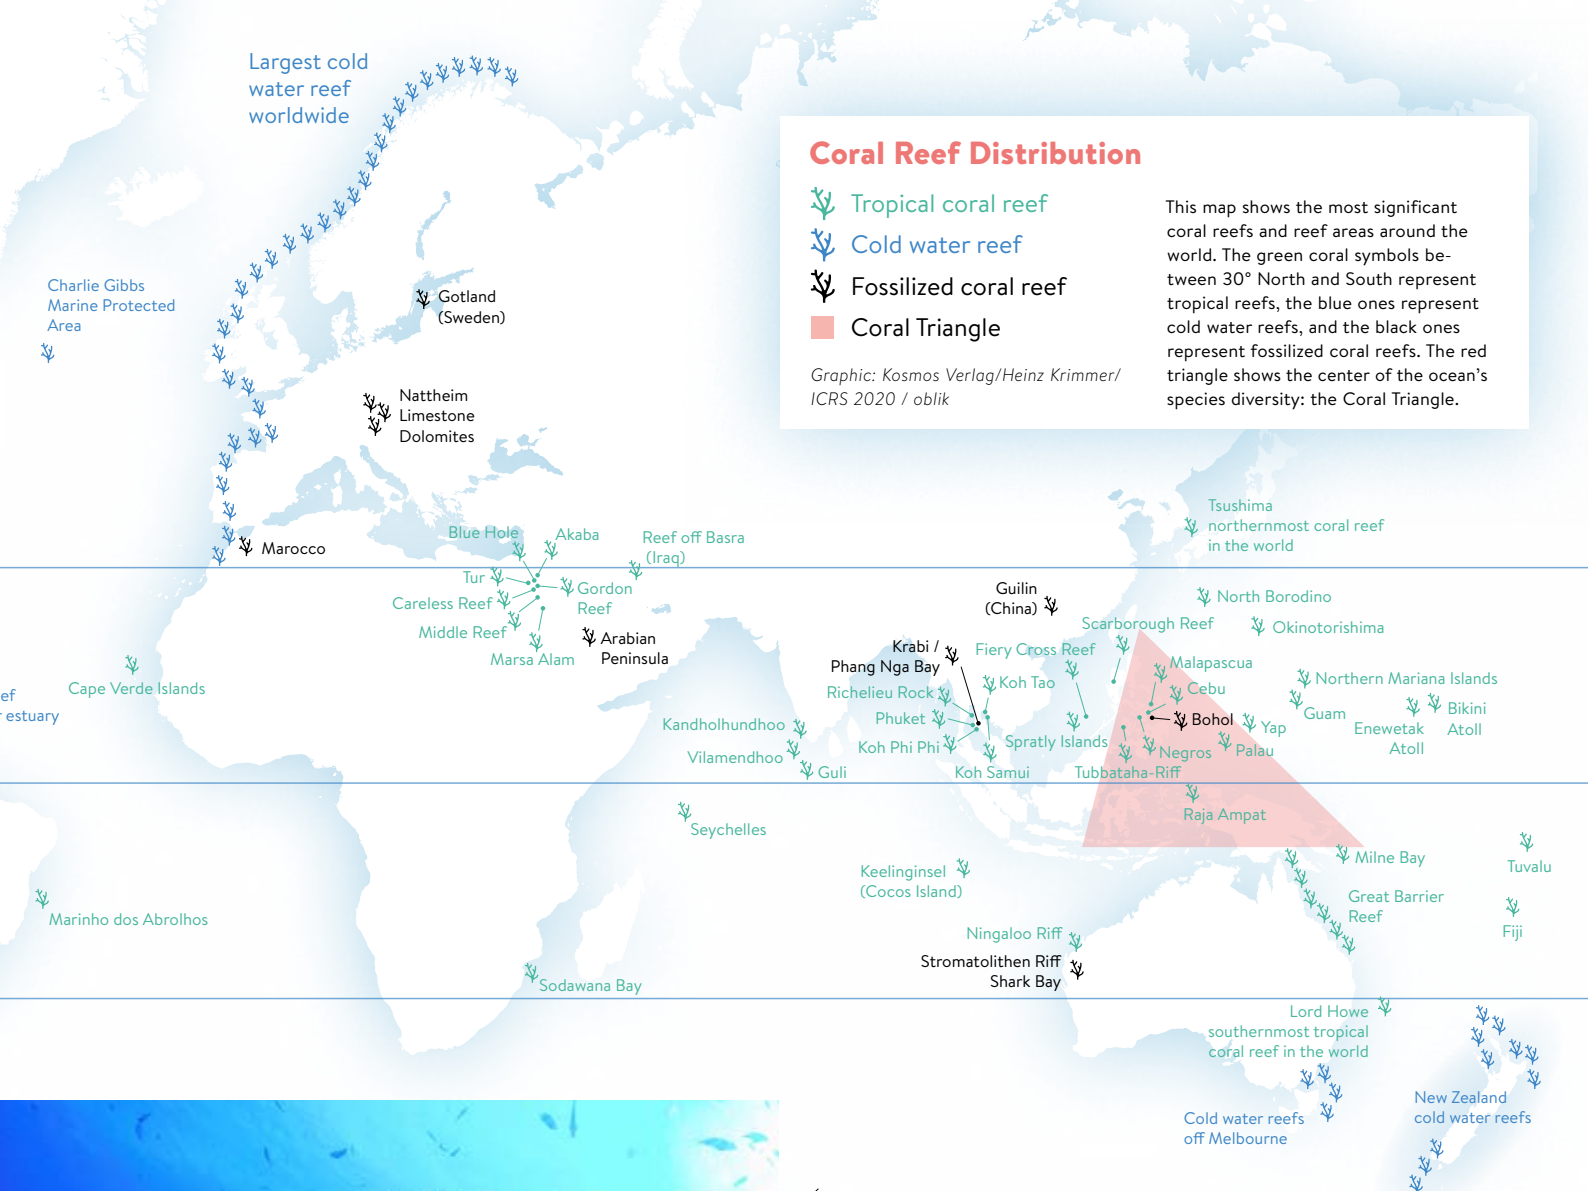 Largest cold
water reef
worldwide
Charlie Gibbs
Marine Protected
Area
Gotland
(Sweden)
Nattheim
Limestone
Dolomites
Marocco
Coral Reef Distribution
Tropical coral reef
Cold water reef
Fossilized coral reef
Coral Triangle
Graphic: Kosmos Verlag/Heinz Krimmer/
ICRS 2020 / oblik
This map shows the most significant
coral reefs and reef areas around the
world. The green coral symbols be-
tween 30° North and South represent
tropical reefs, the blue ones represent
cold water reefs, and the black ones
represent fossilized coral reefs. The red
triangle shows the center of the ocean’s
species diversity: the Coral Triangle.
Tsushima
northernmost coral reef
in the world
Blue Hole
Akaba
Reef off Basra
(Iraq)
Tur
Gordon
Reef
Careless Reef
Middle Reef
Marsa Alam
Arabian
Peninsula
Cape Verde Islands
ef
r estuary
Guilin
(China)
North Borodino
Okinotorishima
Scarborough Reef
Krabi /
Phang Nga Bay
Fiery Cross Reef
Malapascua
Richelieu Rock
Koh Tao
Cebu
Northern Mariana Islands
Kandholhundhoo
Phuket
Bohol
Yap
Guam
Enewetak
Atoll
Bikini
Atoll
Vilamendhoo
Koh Phi Phi
Spratly Islands
Negros
Palau
Guli
Koh Samui
Tubbataha-Riff
Raja Ampat
Seychelles
Keelinginsel
(Cocos Island)
Milne Bay
Tuvalu
Great Barrier
Reef
Fiji
Marinho dos Abrolhos
Ningaloo Riff
Stromatolithen Riff
Shark Bay
Sodawana Bay
Lord Howe
southernmost tropical
coral reef in the world
Cold water reefs
off Melbourne
New Zealand
cold water reefs